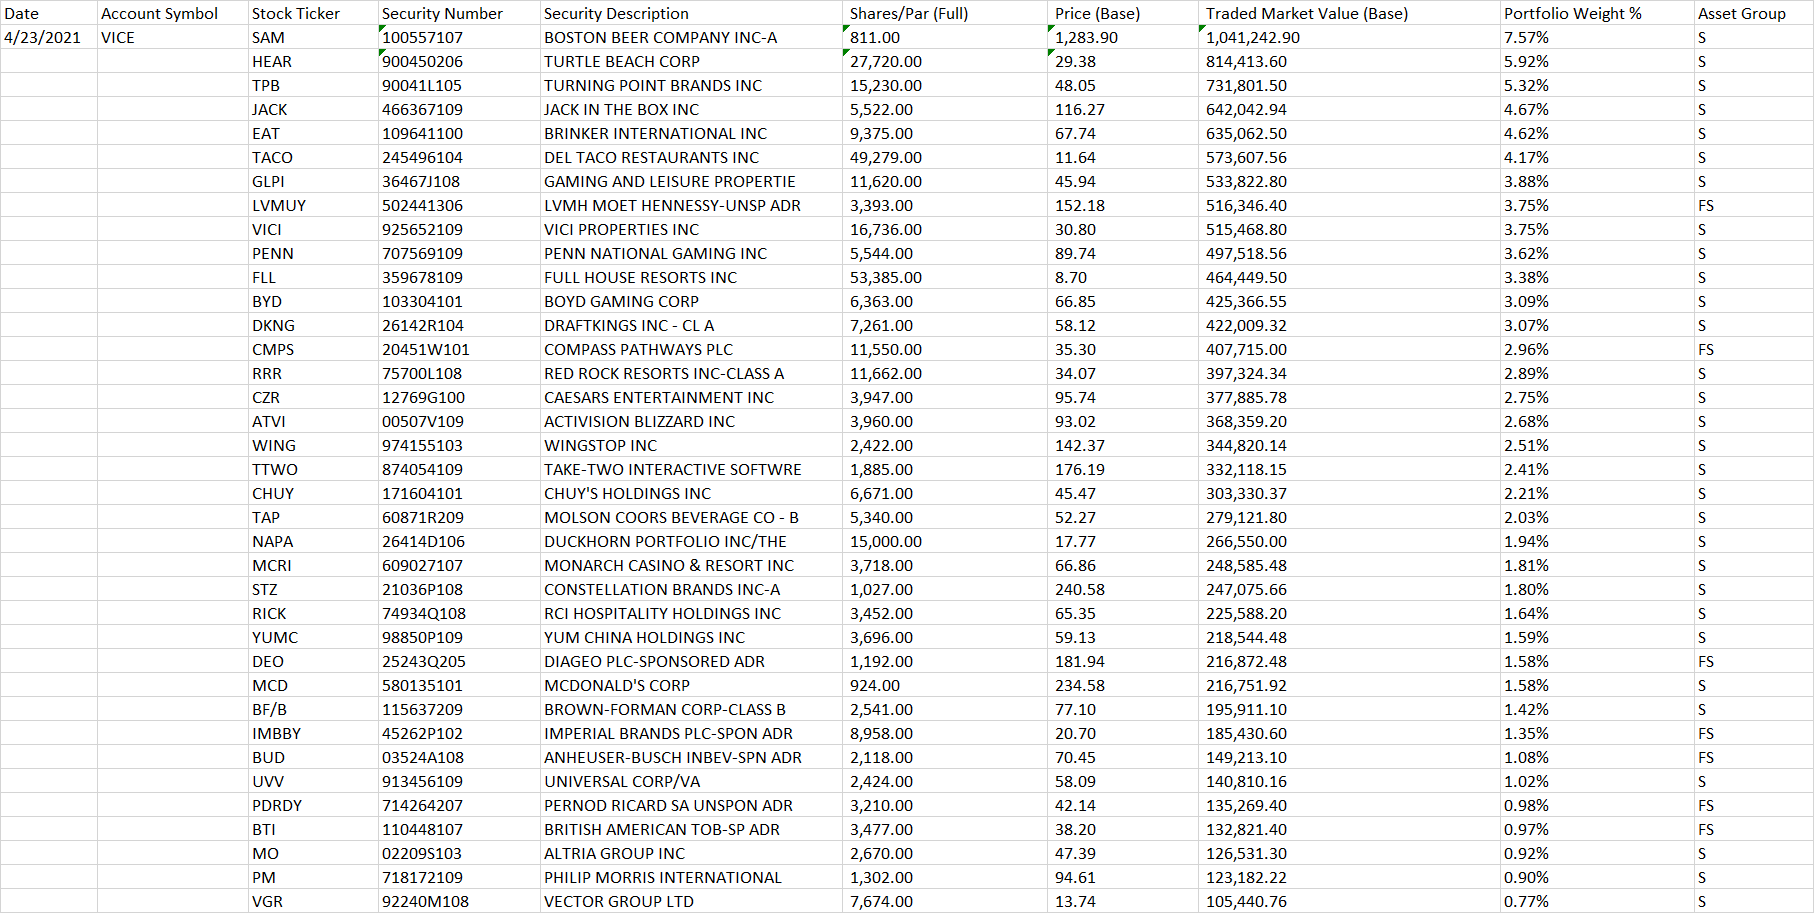 Date Account Symbol Stock Ticker Security Number Security Description Shares/Par (Full) Price (Base) Traded Market Value (Base) Portfolio Weight % Asset Group
4/23/2021 VICE SAM 100557107 BOSTON BEER COMPANY INC-A 811.00 1,283.90 1,041,242.90 7.57% S
HEAR 900450206 TURTLE BEACH CORP 27,720.00 29.38 814,413.60 5.92% S
TPB 90041L105 TURNING POINT BRANDS INC 15,230.00 48.05 731,801.50 5.32% S
JACK 466367109 JACK IN THE BOX INC 5,522.00 116.27 642,042.94 4.67% S
EAT 109641100 BRINKER INTERNATIONAL INC 9,375.00 67.74 635,062.50 4.62% S
TACO 245496104 DEL TACO RESTAURANTS INC 49,279.00 11.64 573,607.56 4.17% S
GLPI 36467J108 GAMING AND LEISURE PROPERTIE 11,620.00 45.94 533,822.80 3.88% S
LVMUY 502441306 LVMH MOET HENNESSY-UNSP ADR 3,393.00 152.18 516,346.40 3.75% FS
VICI 925652109 VICI PROPERTIES INC 16,736.00 30.80 515,468.80 3.75% S
PENN 707569109 PENN NATIONAL GAMING INC 5,544.00 89.74 497,518.56 3.62% S
FLL 359678109 FULL HOUSE RESORTS INC 53,385.00 8.70 464,449.50 3.38% S
BYD 103304101 BOYD GAMING CORP 6,363.00 66.85 425,366.55 3.09% S
DKNG 26142R104 DRAFTKINGS INC - CL A 7,261.00 58.12 422,009.32 3.07% S
CMPS 20451W101 COMPASS PATHWAYS PLC 11,550.00 35.30 407,715.00 2.96% FS
RRR 75700L108 RED ROCK RESORTS INC-CLASS A 11,662.00 34.07 397,324.34 2.89% S
CZR 12769G100 CAESARS ENTERTAINMENT INC 3,947.00 95.74 377,885.78 2.75% S
ATVI 00507V109 ACTIVISION BLIZZARD INC 3,960.00 93.02 368,359.20 2.68% S
WING 974155103 WINGSTOP INC 2,422.00 142.37 344,820.14 2.51% S
TTWO 874054109 TAKE-TWO INTERACTIVE SOFTWRE 1,885.00 176.19 332,118.15 2.41% S
CHUY 171604101 CHUY'S HOLDINGS INC 6,671.00 45.47 303,330.37 2.21% S
TAP 60871R209 MOLSON COORS BEVERAGE CO - B 5,340.00 52.27 279,121.80 2.03% S
NAPA 26414D106 DUCKHORN PORTFOLIO INC/THE 15,000.00 17.77 266,550.00 1.94% S
MCRI 609027107 MONARCH CASINO & RESORT INC 3,718.00 66.86 248,585.48 1.81% S
STZ 21036P108 CONSTELLATION BRANDS INC-A 1,027.00 240.58 247,075.66 1.80% S
RICK 74934Q108 RCI HOSPITALITY HOLDINGS INC 3,452.00 65.35 225,588.20 1.64% S
YUMC 98850P109 YUM CHINA HOLDINGS INC 3,696.00 59.13 218,544.48 1.59% S
DEO 25243Q205 DIAGEO PLC-SPONSORED ADR 1,192.00 181.94 216,872.48 1.58% FS
MCD 580135101 MCDONALD'S CORP 924.00 234.58 216,751.92 1.58% S
BF/B 115637209 BROWN-FORMAN CORP-CLASS B 2,541.00 77.10 195,911.10 1.42% S
IMBBY 45262P102 IMPERIAL BRANDS PLC-SPON ADR 8,958.00 20.70 185,430.60 1.35% FS
BUD 03524A108 ANHEUSER-BUSCH INBEV-SPN ADR 2,118.00 70.45 149,213.10 1.08% FS
UVV 913456109 UNIVERSAL CORP/VA 2,424.00 58.09 140,810.16 1.02% S
PDRDY 714264207 PERNOD RICARD SA UNSPON ADR 3,210.00 42.14 135,269.40 0.98% FS
BTI 110448107 BRITISH AMERICAN TOB-SP ADR 3,477.00 38.20 132,821.40 0.97% FS
MO 02209S103 ALTRIA GROUP INC 2,670.00 47.39 126,531.30 0.92% S
PM 718172109 PHILIP MORRIS INTERNATIONAL 1,302.00 94.61 123,182.22 0.90% S
VGR 92240M108 VECTOR GROUP LTD 7,674.00 13.74 105,440.76 0.77% S